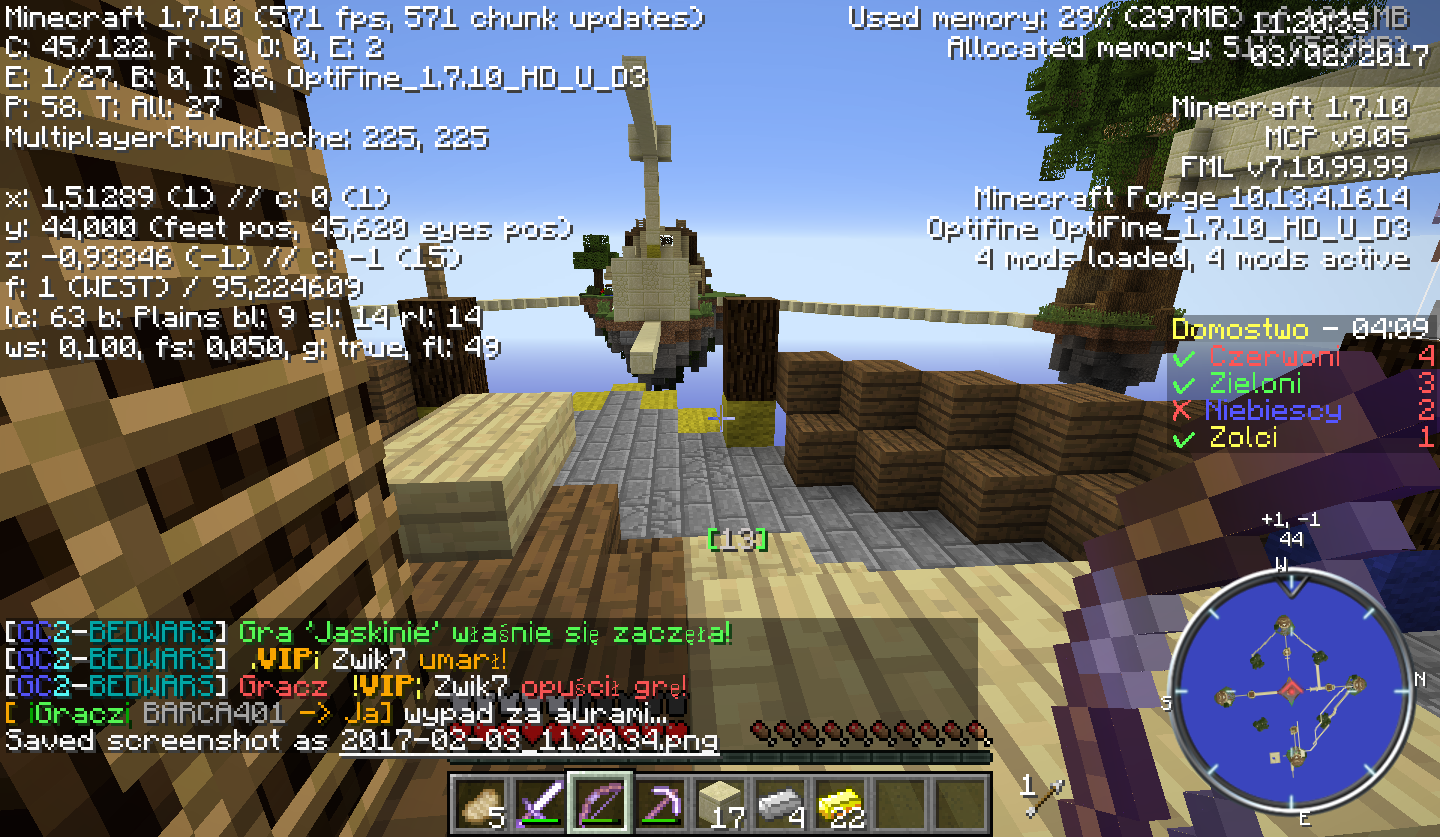 Minecraft 1.7.10 (571 fps, 571 chunk updates)
C: 45/122. F: 75, O: 0, E: 2
E: 1/27. B: 0, I: 26, OptiFine_1.7.10_HD_U_D3
P: 58. T: All: 27
MultiplayerChunkCache: 225, 225
x: 1,51289 (1) // c: 0 (1)
y: 44,000 (feet pos, 45,620 eyes pos)
z: -0,93346 (-1) // c: -1 (15)
f: 1 (WEST) / 95,224609
lc: 63 b: Plains bl: 9 sl: 14 rl: 14
ws: 0,100, fs: 0,050, g: true, fl: 49
Used memory: 29% (297MB) of
11:20:35
Allocated memory:
03/02/2017
Minecraft 1.7.10
MCP v9.05
FML v7.10.99.99
Minecraft Forge 10.13.4.1614
Optifine OptiFine_1.7.10_HD_U_D3
4 mods loaded, 4 mods active
Domostwo - 04:09
✓ Czerwoni 4
✓ Zieloni 3
✗ Niebiescy 2
✓ Zolci 1
[13]
+1, -1
44
W
N
S
E
[GC2-BEDWARS] Gra 'Jaskinie' właśnie się zaczęła!
[GC2-BEDWARS] .VIP¡ Zwik7 umarł!
[GC2-BEDWARS] Gracz !VIP¡ Zwik7 opuścił grę!
[ iGraczi BARCA401 -> Ja] wypad za aurami...
Saved screenshot as 2017-02-03_11.20.34.png
5
17
4
22
1